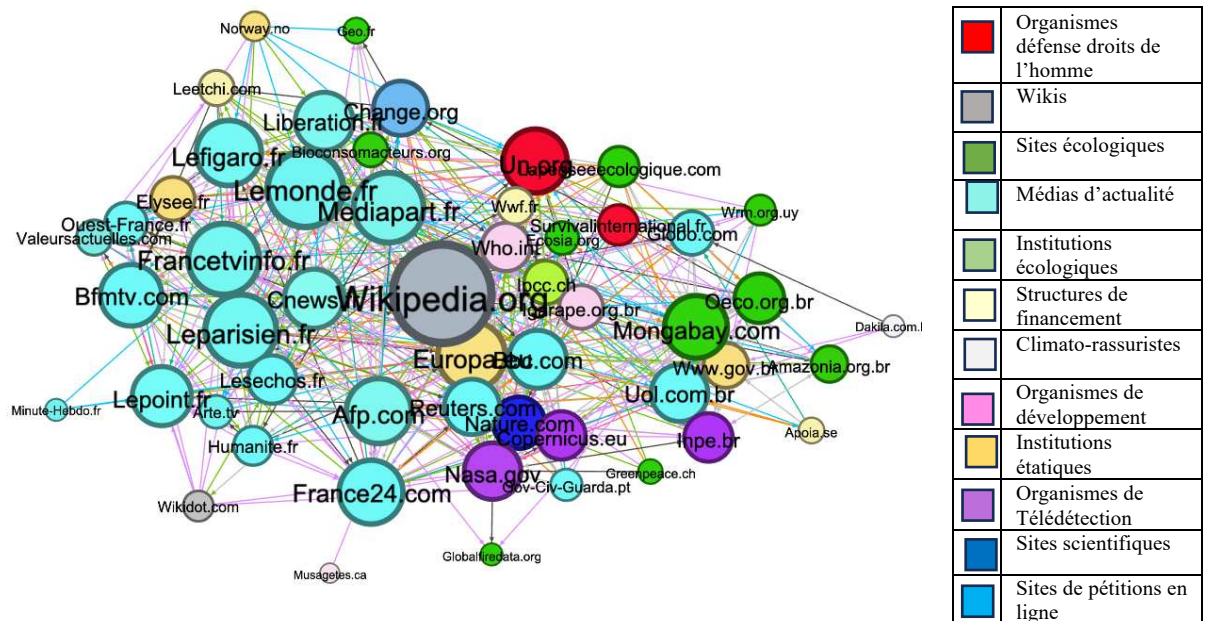 Norway.no
Geo.fr
Leetchi.com
Change.org
Liberation.fr
Bioconsomacteurs.org
Lefigaro.fr
Un.org
Lapenseeecologique.com
Lemonde.fr
Elysee.fr
Mediapart.fr
Wwf.fr
Wrm.org.uy
Ouest-France.fr
Survivalinternational.fr
Valeursactuelles.com
Ecosia.org
Globo.com
Who.int
Francetvinfo.fr
Ipcc.ch
Bfmtv.com
Cnews
Wikipedia.org
Oeco.org.br
Igarape.org.br
Leparisien.fr
Mongabay.com
Dakila.com.
Europa.eu
Www.gov.br
Amazonia.org.br
Lesechos.fr
Lepoint.fr
Uol.com.br
Minute-Hebdo.fr
Arte.tv
Afp.com
Reuters.com
Nature.com
Apoia.se
Copernicus.eu
Inpe.br
Humanite.fr
Nasa.gov
Greenpeace.ch
France24.com
Gov-Civ-Guarda.pt
Wikidot.com
Globalfiredata.org
Musagetes.ca
Organismes
défense droits de
l’homme
Wikis
Sites écologiques
Médias d’actualité
Institutions
écologiques
Structures de
financement
Climato-rassuristes
Organismes de
développement
Institutions
étatiques
Organismes de
Télédétection
Sites scientifiques
Sites de pétitions en
ligne